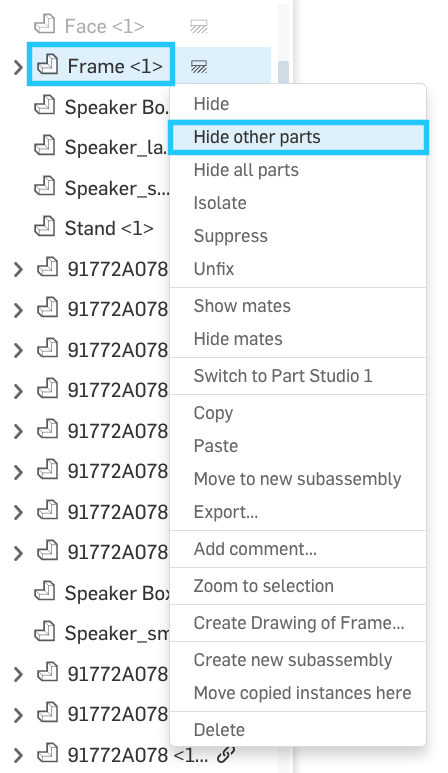 Face <1>
Frame <1>
Speaker Bo..
Speaker_la...
Speaker_s...
Stand <1>
91772A078
91772A078
91772A078
91772A078
91772A078
91772A078
91772A078
91772A078
Speaker Box
Speaker_sm
91772A078
91772A078
91772A078 <1...
Hide
Hide other parts
Hide all parts
Isolate
Suppress
Unfix
Show mates
Hide mates
Switch to Part Studio 1
Copy
Paste
Move to new subassembly
Export...
Add comment...
Zoom to selection
Create Drawing of Frame...
Create new subassembly
Move copied instances here
Delete